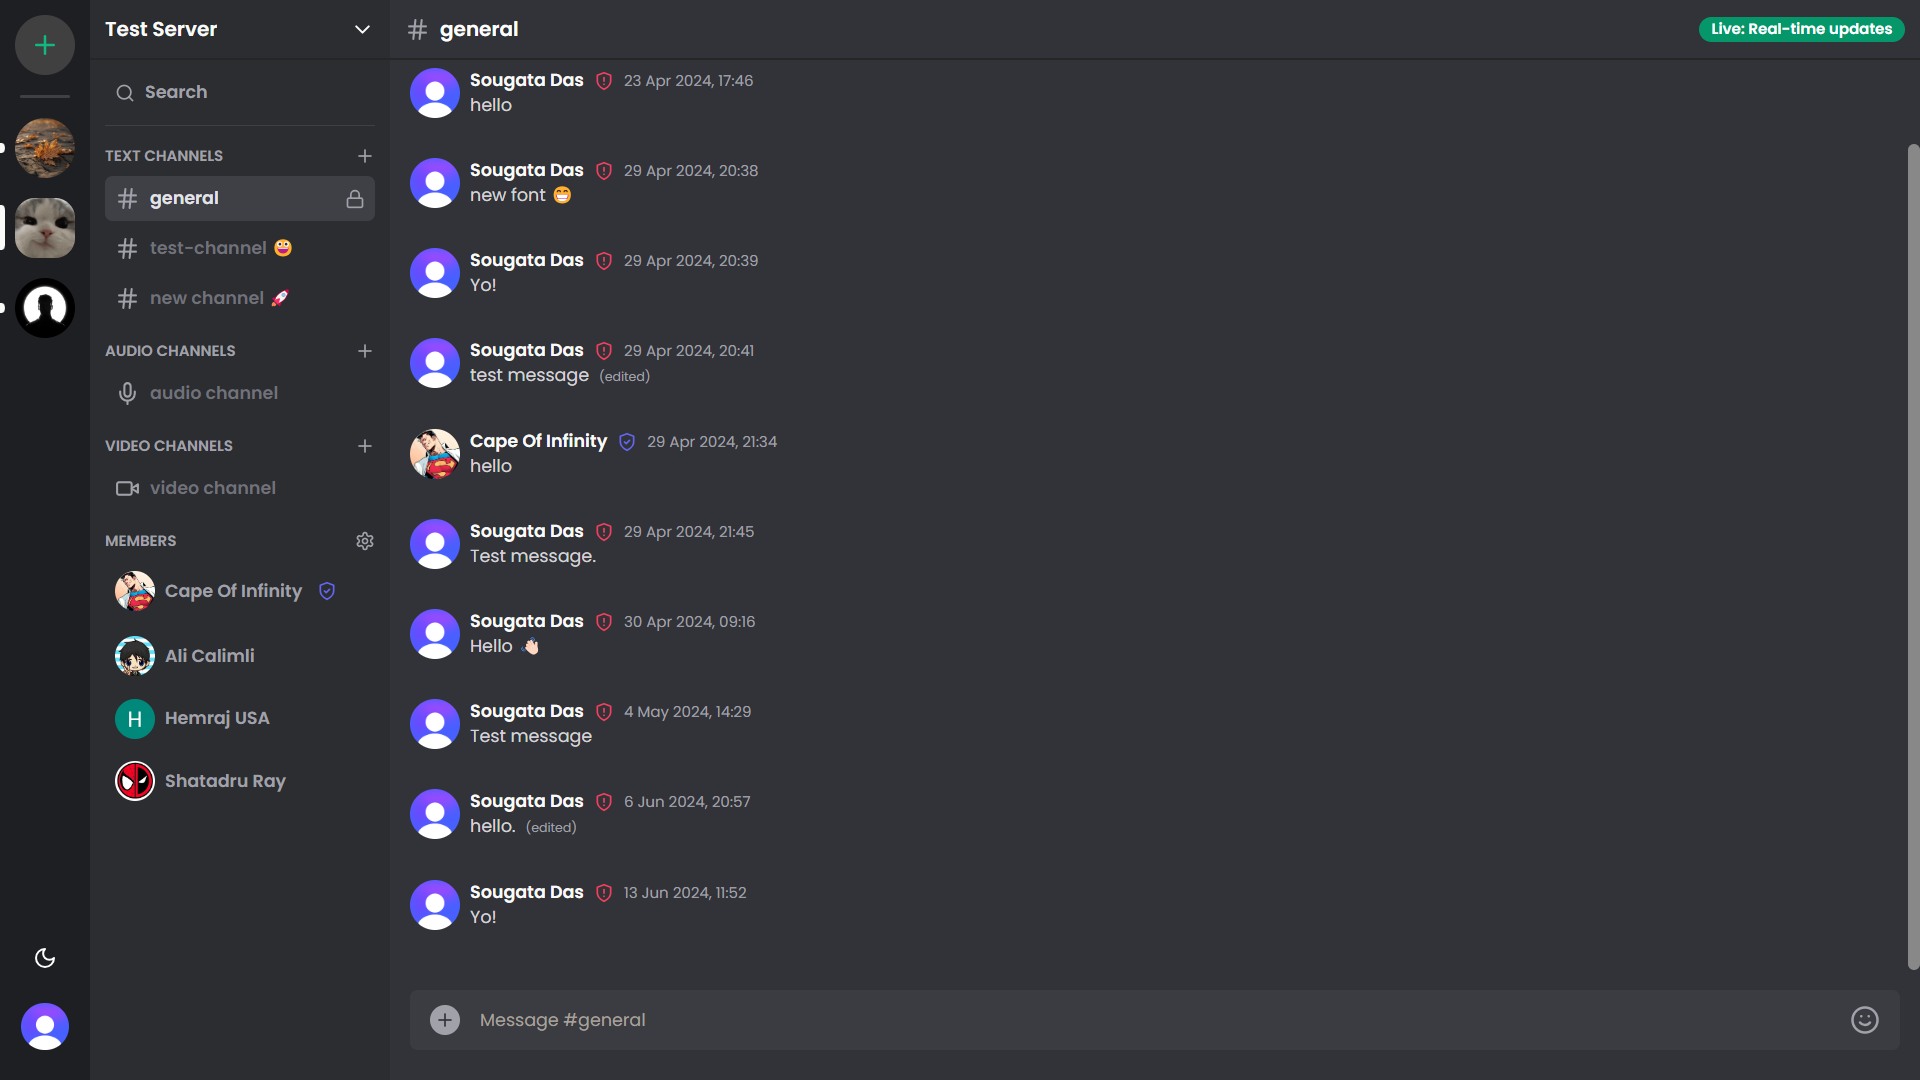 Test Server
Search
TEXT CHANNELS
general
test-channel 😃
new channel 🚀
AUDIO CHANNELS
audio channel
VIDEO CHANNELS
video channel
MEMBERS
Cape Of Infinity
Ali Calimli
H Hemraj USA
Shatadru Ray
# general
Live: Real-time updates
Sougata Das 23 Apr 2024, 17:46
hello
Sougata Das 29 Apr 2024, 20:38
new font 😁
Sougata Das 29 Apr 2024, 20:39
Yo!
Sougata Das 29 Apr 2024, 20:41
test message (edited)
Cape Of Infinity 29 Apr 2024, 21:34
hello
Sougata Das 29 Apr 2024, 21:45
Test message.
Sougata Das 30 Apr 2024, 09:16
Hello 👋🏻
Sougata Das 4 May 2024, 14:29
Test message
Sougata Das 6 Jun 2024, 20:57
hello. (edited)
Sougata Das 13 Jun 2024, 11:52
Yo!
Message #general